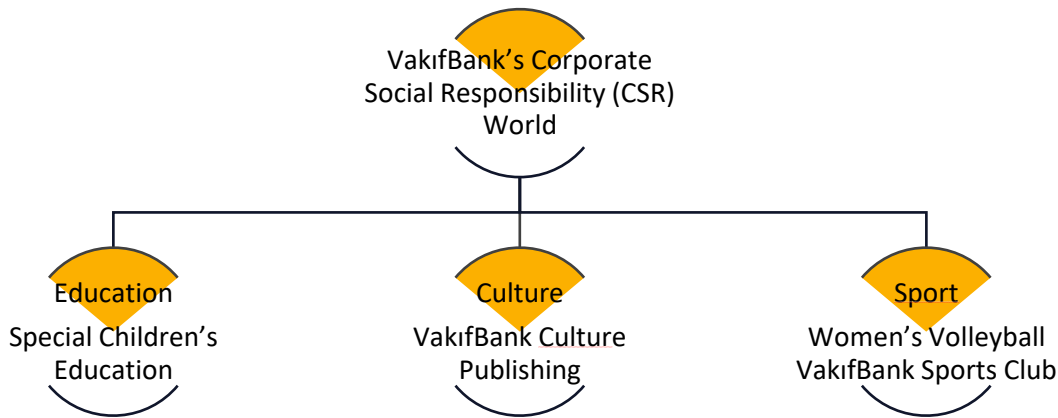 VakıfBank's Corporate
Social Responsibility (CSR)
World
Education
Special Children's
Education
Culture
VakıfBank Culture
Publishing
Sport
Women's Volleyball
VakıfBank Sports Club